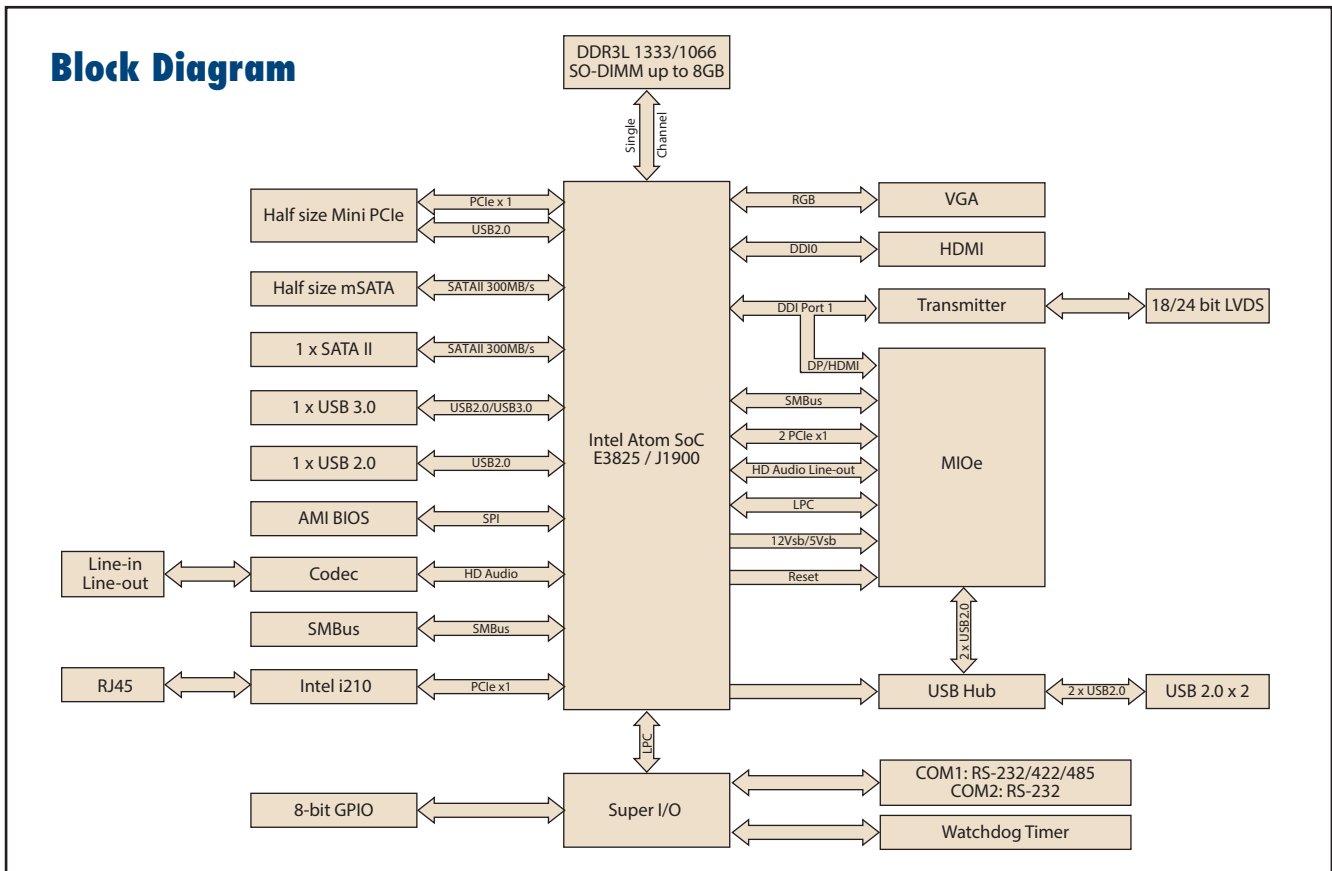 Block Diagram
DDR3L 1333/1066
SO-DIMM up to 8GB
Single
Channel
Half size Mini PCIe
PCIe x 1
USB2.0
RGB
VGA
DDI0
HDMI
Half size mSATA
SATAII 300MB/s
DDI Port 1
Transmitter
18/24 bit LVDS
1 x SATA II
SATAII 300MB/s
DP/HDMI
1 x USB 3.0
USB2.0/USB3.0
SMBus
Intel Atom SoC
E3825 / J1900
2 PCIe x1
MIOe
1 x USB 2.0
USB2.0
HD Audio Line-out
AMI BIOS
SPI
LPC
12Vsb/5Vsb
Line-in
Line-out
Codec
HD Audio
Reset
SMBus
SMBus
2 x USB2.0
RJ45
Intel i210
PCIe x1
USB Hub
2 x USB2.0
USB 2.0 x 2
LPC
8-bit GPIO
Super I/O
COM1: RS-232/422/485
COM2: RS-232
Watchdog Timer